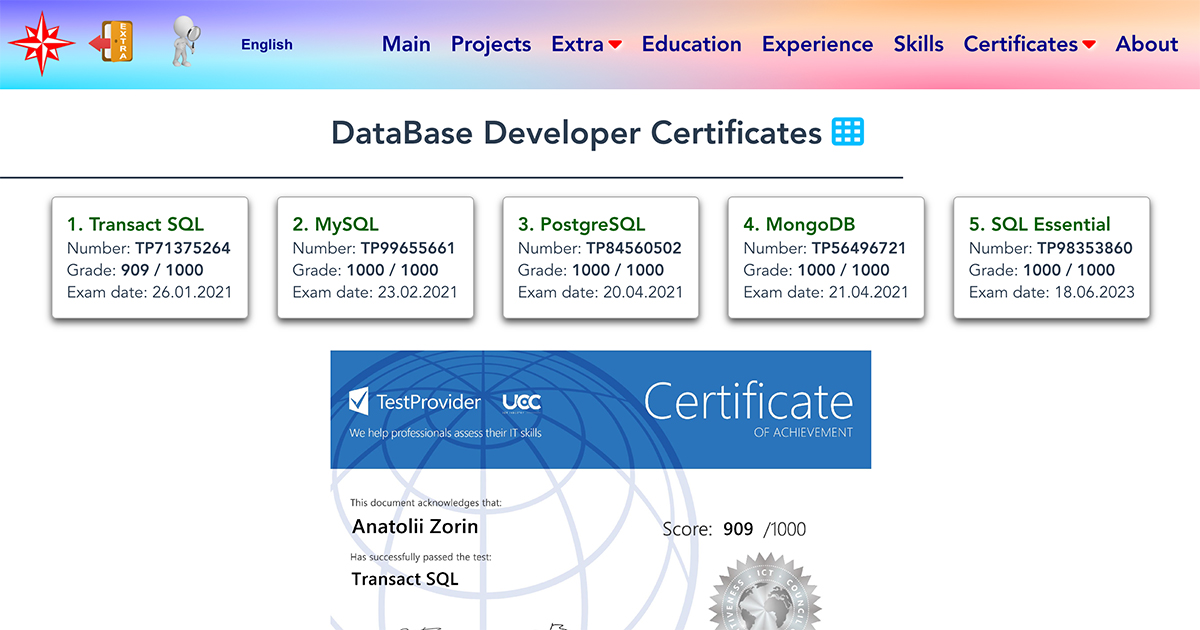 EXTRA
English
Main Projects Extra Education Experience Skills Certificates About
DataBase Developer Certificates
1. Transact SQL
Number: TP71375264
Grade: 909 / 1000
Exam date: 26.01.2021
2. MySQL
Number: TP99655661
Grade: 1000 / 1000
Exam date: 23.02.2021
3. PostgreSQL
Number: TP84560502
Grade: 1000 / 1000
Exam date: 20.04.2021
4. MongoDB
Number: TP56496721
Grade: 1000 / 1000
Exam date: 21.04.2021
5. SQL Essential
Number: TP98353860
Grade: 1000 / 1000
Exam date: 18.06.2023
TestProvider UCC
We help professionals assess their IT skills
Certificate
OF ACHIEVEMENT
This document acknowledges that:
Anatolii Zorin
Has successfully passed the test:
Transact SQL
Score: 909 /1000
ICT COUNCIL